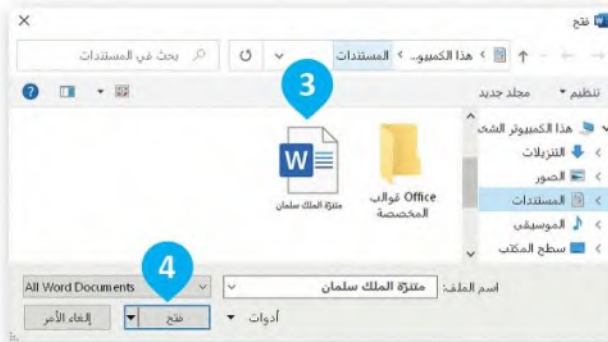 فتح
هذا الكمبيو.. › المستندات
بحث في المستندات
تنظيم
مجلد جديد
هذا الكمبيوتر الشخ
التنزيلات
الصور
المستندات
الموسيقى
سطح المكتب
Office قوالب
المخصصة
3
W
متنزة الملك سلمان
اسم الملف:
متنزة الملك سلمان
All Word Documents
أدوات
4
فتح
إلغاء الأمر